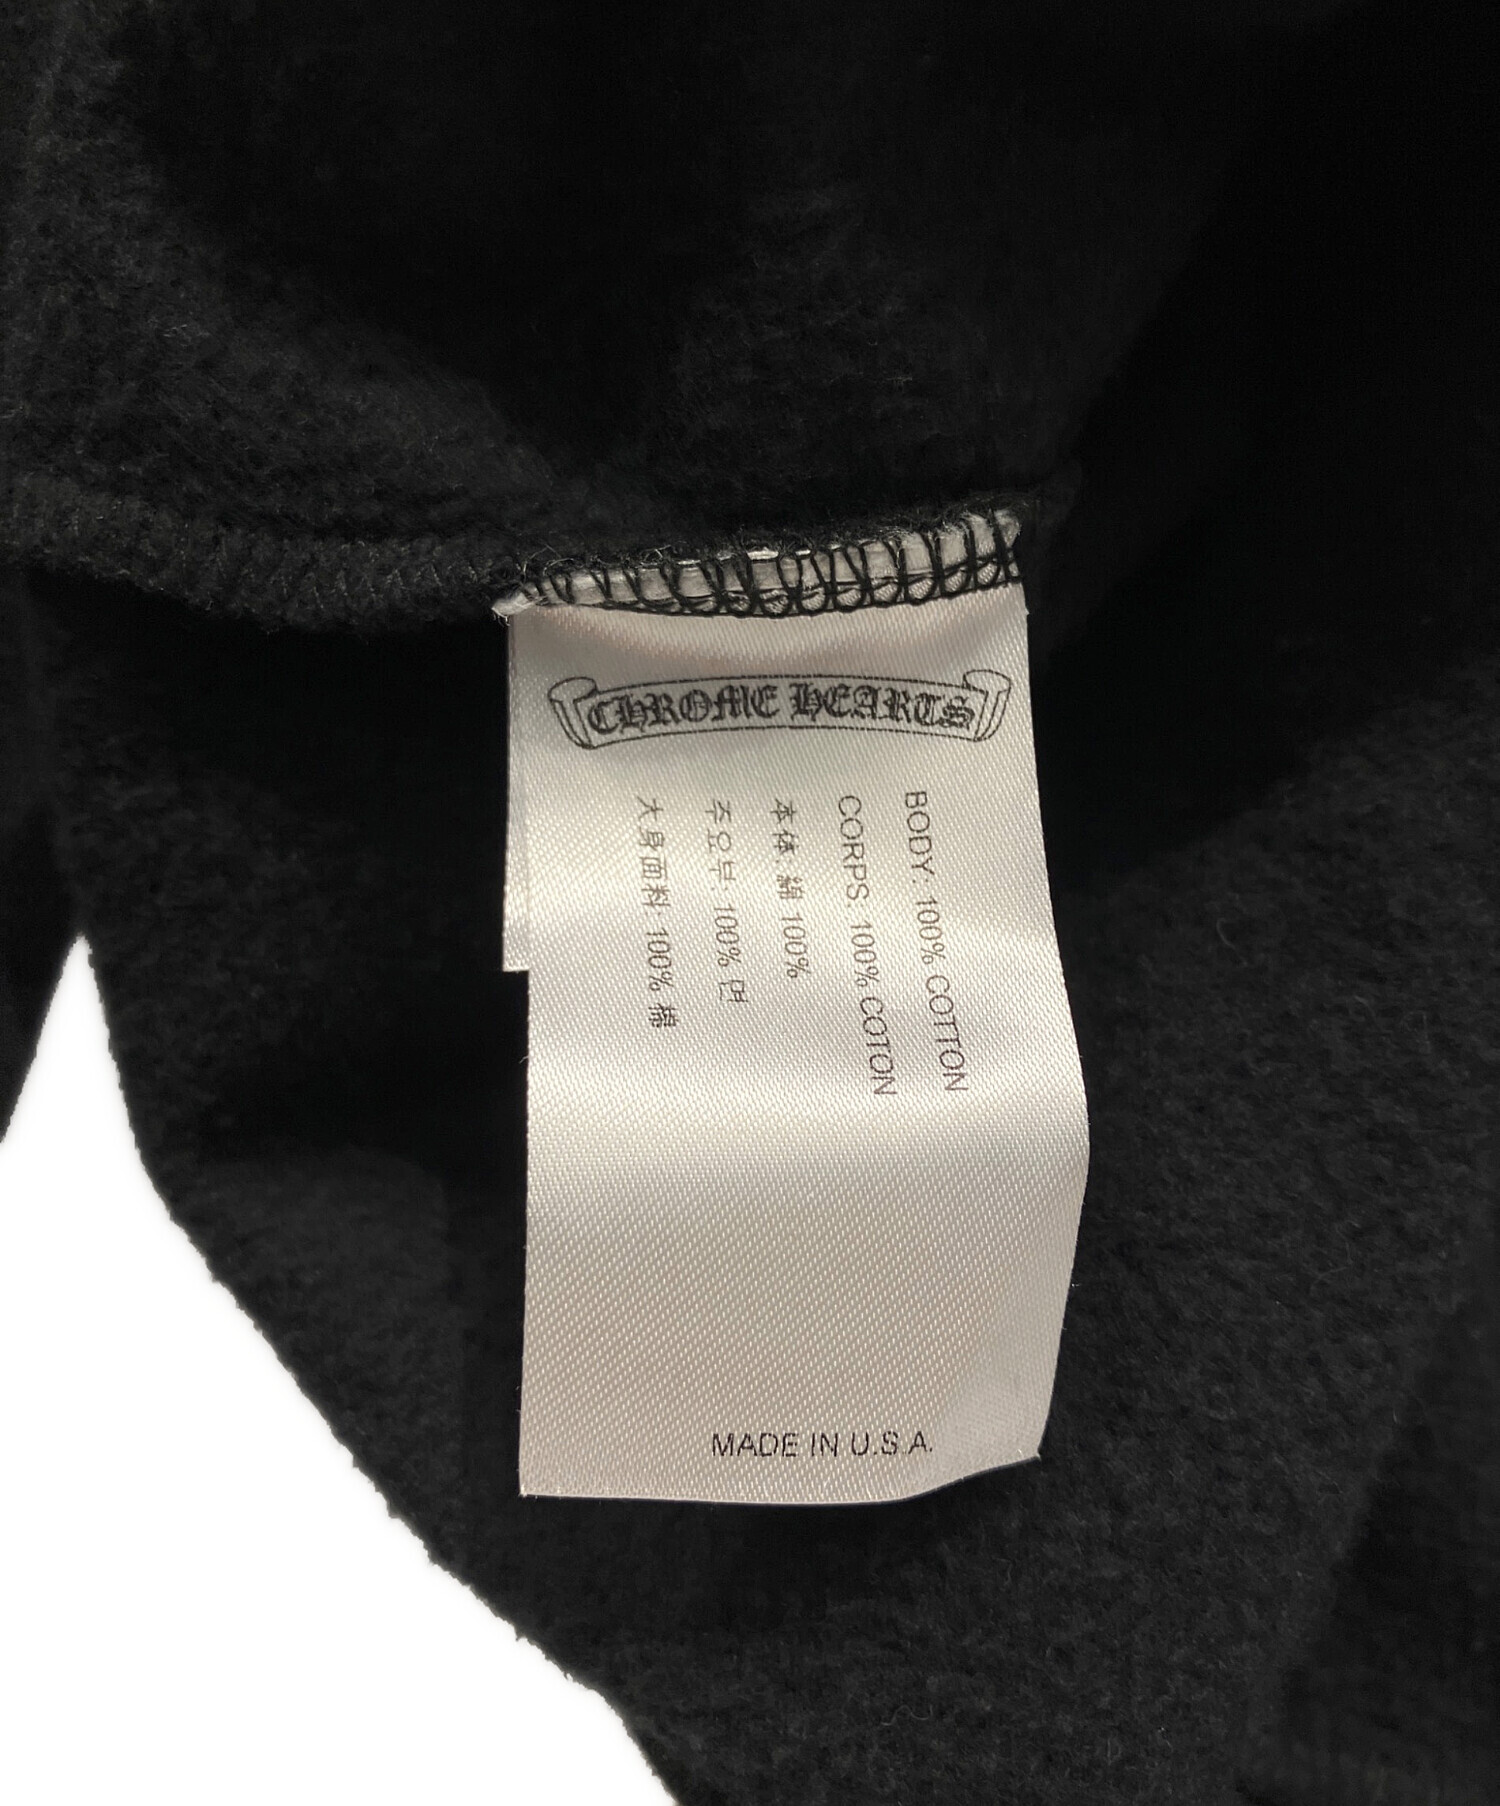 CHROME HEARTS
BODY: 100% COTTON
CORPS: 100% COTTON
本体: 綿 100%
주요부: 100% 면
大身面料: 100% 棉
MADE IN U.S.A.